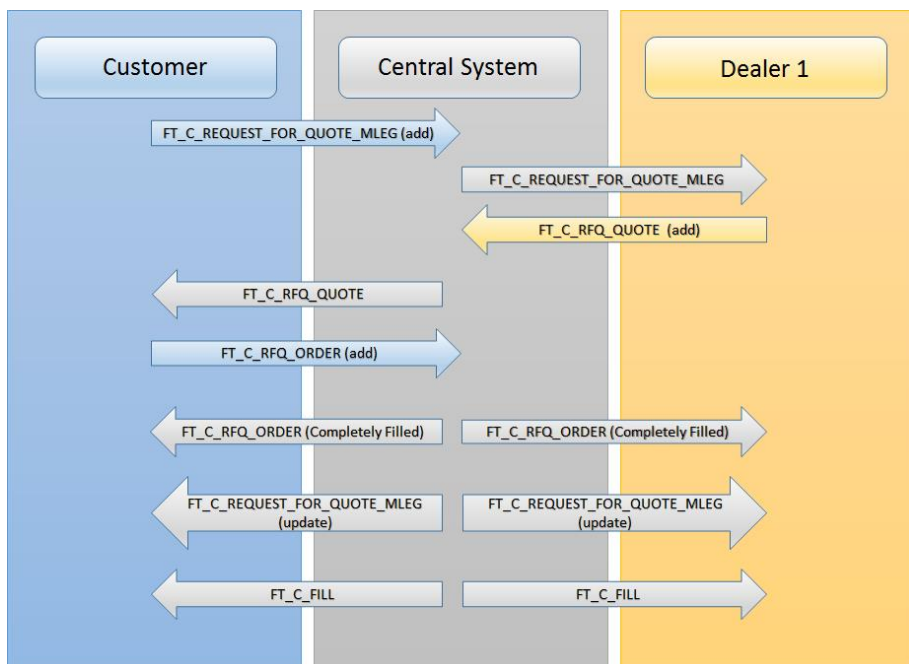 Customer
Central System
Dealer 1
FT_C_REQUEST_FOR_QUOTE_MLEG (add)
FT_C_REQUEST_FOR_QUOTE_MLEG
FT_C_RFQ_QUOTE  (add)
FT_C_RFQ_QUOTE
FT_C_RFQ_ORDER (add)
FT_C_RFQ_ORDER (Completely Filled)
FT_C_RFQ_ORDER (Completely Filled)
FT_C_REQUEST_FOR_QUOTE_MLEG
(update)
FT_C_REQUEST_FOR_QUOTE_MLEG
(update)
FT_C_FILL
FT_C_FILL